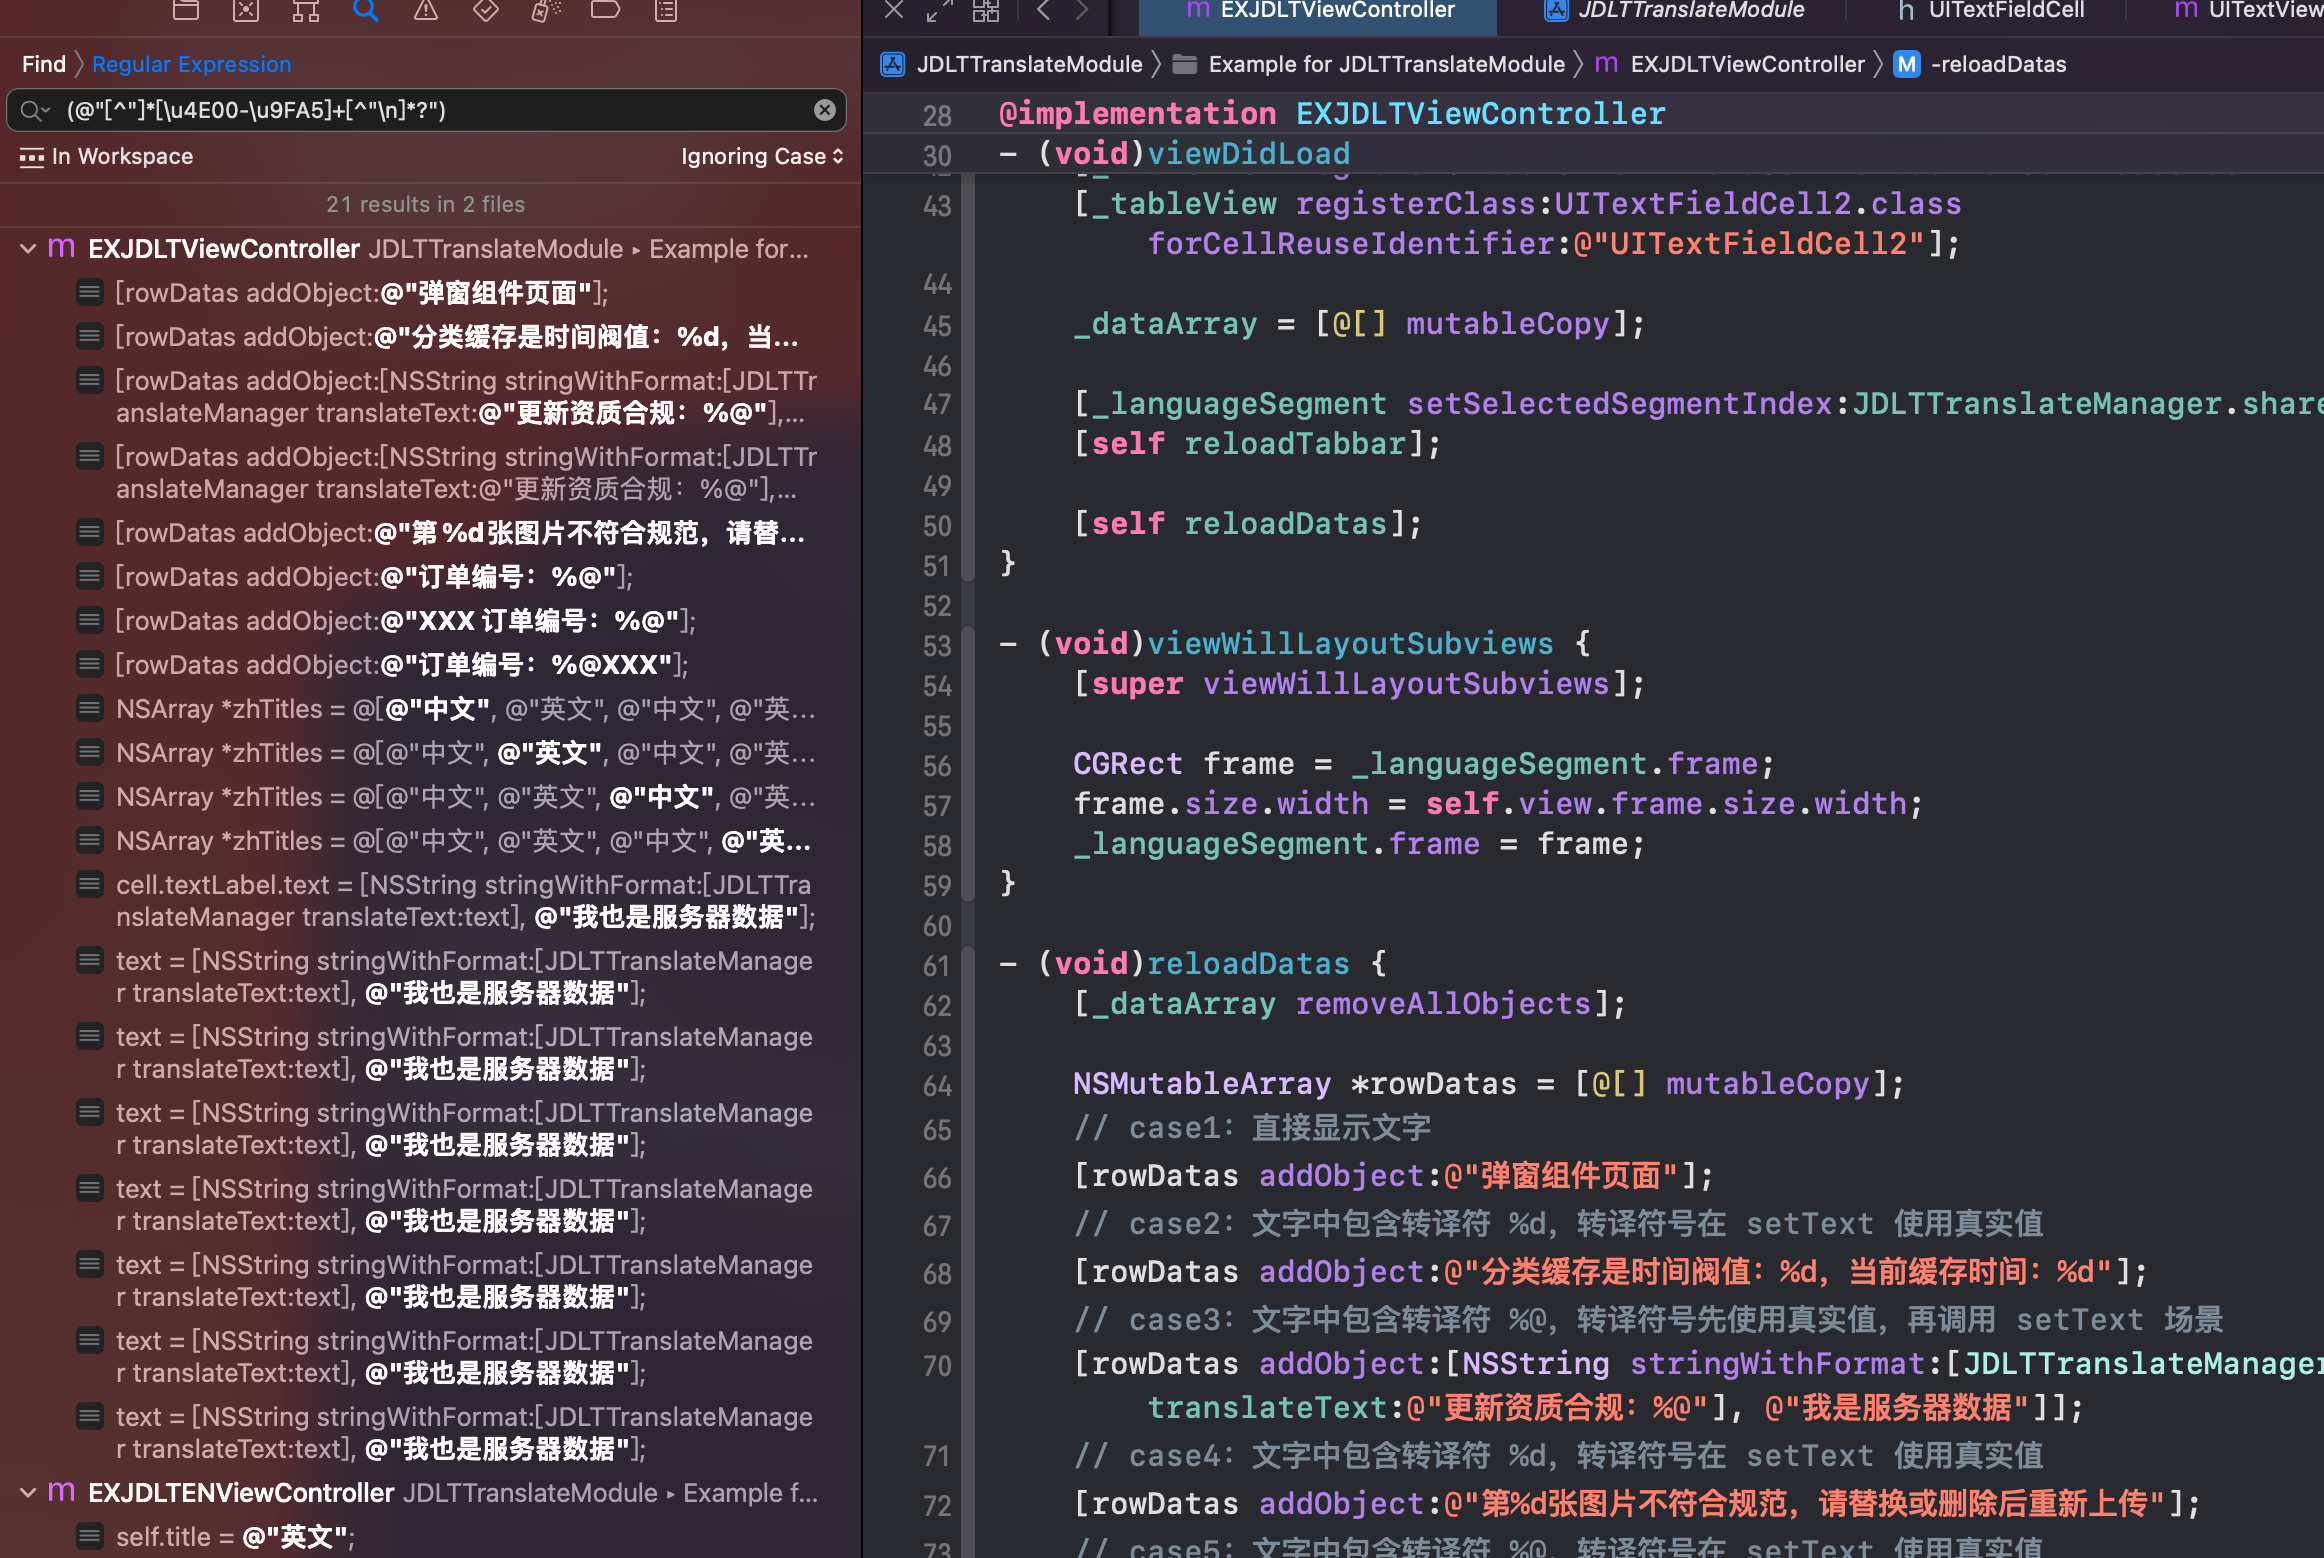 Find 〉 Regular Expression
(@"[^"]*[\u4E00-\u9FA5]+[^"\n]*?")
In Workspace
Ignoring Case
21 results in 2 files
m EXJDLTViewController JDLTTranslateModule ▸ Example for...
[rowDatas addObject:@"弹窗组件页面"];
[rowDatas addObject:@"分类缓存是时间阀值：%d，当...
[rowDatas addObject:[NSString stringWithFormat:[JDLTTr
anslateManager translateText:@"更新资质合规：%@"],...
[rowDatas addObject:[NSString stringWithFormat:[JDLTTr
anslateManager translateText:@"更新资质合规：%@"],...
[rowDatas addObject:@"第%d张图片不符合规范，请替...
[rowDatas addObject:@"订单编号：%@"];
[rowDatas addObject:@"XXX 订单编号：%@"];
[rowDatas addObject:@"订单编号：%@XXX"];
NSArray *zhTitles = @[@"中文", @"英文", @"中文", @"英...
NSArray *zhTitles = @[@"中文", @"英文", @"中文", @"英...
NSArray *zhTitles = @[@"中文", @"英文", @"中文", @"英...
NSArray *zhTitles = @[@"中文", @"英文", @"中文", @"英...
cell.textLabel.text = [NSString stringWithFormat:[JDLTTra
nslateManager translateText:text], @"我也是服务器数据"];
text = [NSString stringWithFormat:[JDLTTranslateManage
r translateText:text], @"我也是服务器数据"];
text = [NSString stringWithFormat:[JDLTTranslateManage
r translateText:text], @"我也是服务器数据"];
text = [NSString stringWithFormat:[JDLTTranslateManage
r translateText:text], @"我也是服务器数据"];
text = [NSString stringWithFormat:[JDLTTranslateManage
r translateText:text], @"我也是服务器数据"];
text = [NSString stringWithFormat:[JDLTTranslateManage
r translateText:text], @"我也是服务器数据"];
text = [NSString stringWithFormat:[JDLTTranslateManage
r translateText:text], @"我也是服务器数据"];
text = [NSString stringWithFormat:[JDLTTranslateManage
r translateText:text], @"我也是服务器数据"];
m EXJDLTENViewController JDLTTranslateModule ▸ Example f...
self.title = @"英文";
m EXJDLTViewController
JDLTTranslateModule
h UITextFieldCell
m UITextView
JDLTTranslateModule 〉 Example for JDLTTranslateModule 〉 m EXJDLTViewController 〉 M -reloadDatas
28 @implementation EXJDLTViewController
30 - (void)viewDidLoad
43 [_tableView registerClass:UITextFieldCell2.class
forCellReuseIdentifier:@"UITextFieldCell2"];
44
45 _dataArray = [@[] mutableCopy];
46
47 [_languageSegment setSelectedSegmentIndex:JDLTTranslateManager.share
48 [self reloadTabbar];
49
50 [self reloadDatas];
51 }
52
53 - (void)viewWillLayoutSubviews {
54 [super viewWillLayoutSubviews];
55
56 CGRect frame = _languageSegment.frame;
57 frame.size.width = self.view.frame.size.width;
58 _languageSegment.frame = frame;
59 }
60
61 - (void)reloadDatas {
62 [_dataArray removeAllObjects];
63
64 NSMutableArray *rowDatas = [@[] mutableCopy];
65 // case1：直接显示文字
66 [rowDatas addObject:@"弹窗组件页面"];
67 // case2：文字中包含转译符 %d，转译符号在 setText 使用真实值
68 [rowDatas addObject:@"分类缓存是时间阀值：%d，当前缓存时间：%d"];
69 // case3：文字中包含转译符 %@，转译符号先使用真实值，再调用 setText 场景
70 [rowDatas addObject:[NSString stringWithFormat:[JDLTTranslateManager
translateText:@"更新资质合规：%@"], @"我是服务器数据"]];
71 // case4：文字中包含转译符 %d，转译符号在 setText 使用真实值
72 [rowDatas addObject:@"第%d张图片不符合规范，请替换或删除后重新上传"];
73 // case5：文字中包含转译符 %@，转译符号在 setText 使用真实值